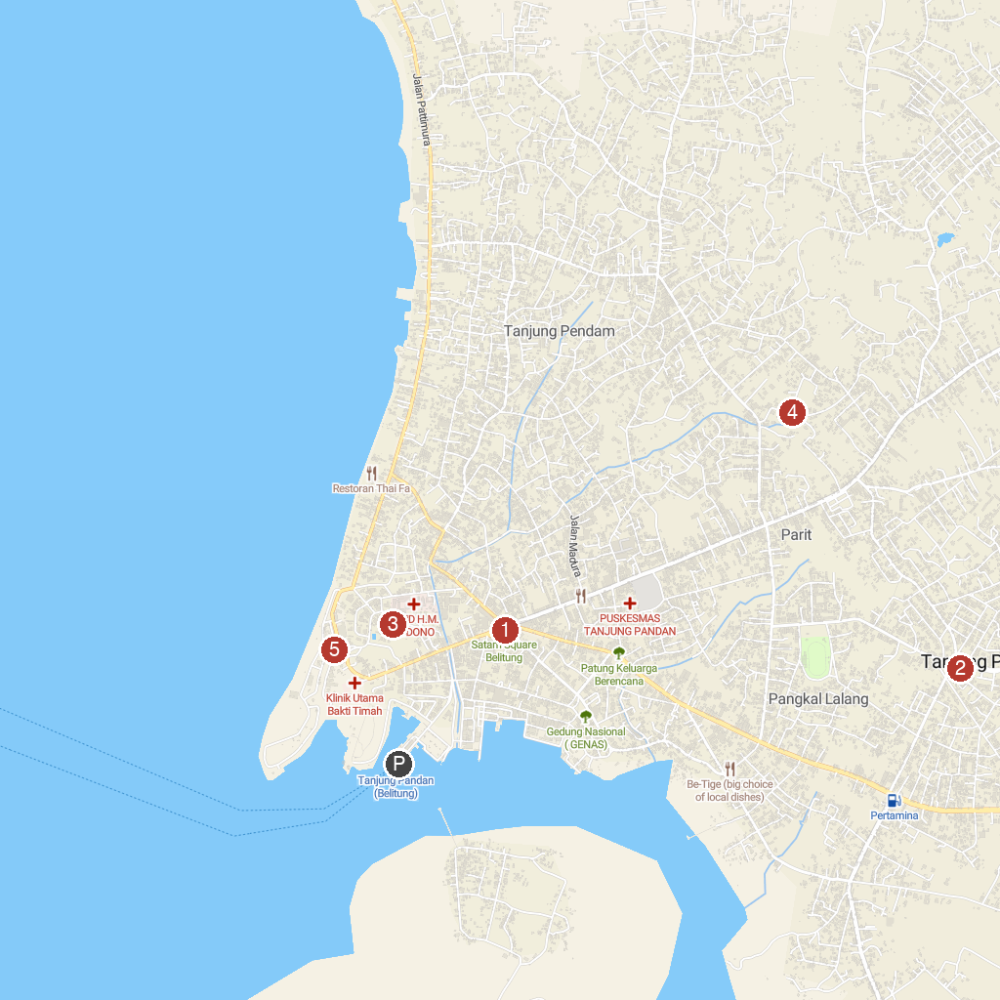 Jalan Pattimura
Tanjung Pendam
4
Restoran Thai Fa
Jalan Madura
Parit
H.M.
DONO
3
1
Satam Square
Belitung
PUSKESMAS
TANJUNG PANDAN
5
Patung Keluarga
Berencana
2
Klinik Utama
Bakti Timah
Pangkal Lalang
Gedung Nasional
( GENAS)
P
Tanjung Pandan
(Belitung)
Be-Tige (big choice
of local dishes)
Pertamina